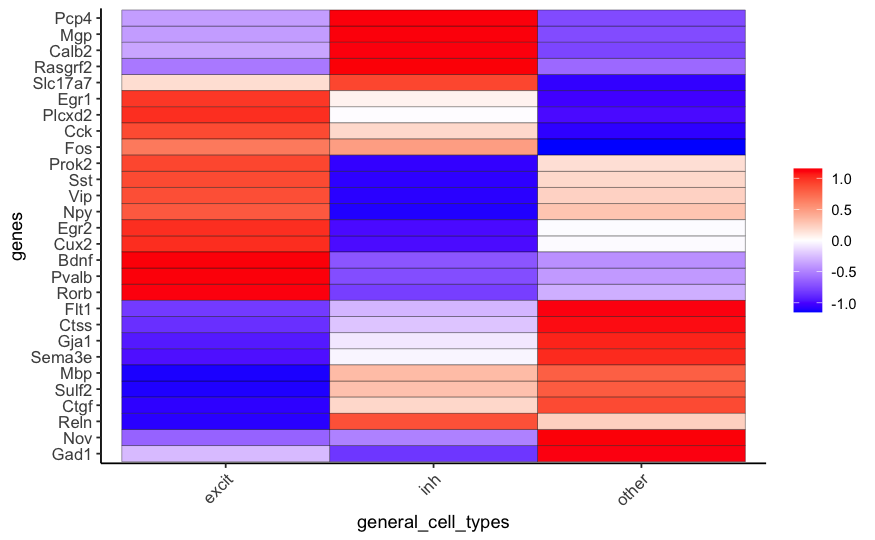 Pcp4
Mgp
Calb2
Rasgrf2
Slc17a7
Egr1
Plcxd2
Cck
Fos
Prok2
Sst
Vip
Npy
Egr2
Cux2
Bdnf
Pvalb
Rorb
Flt1
Ctss
Gja1
Sema3e
Mbp
Sulf2
Ctgf
Reln
Nov
Gad1
genes
excit
inh
other
general_cell_types
1.0
0.5
0.0
-0.5
-1.0